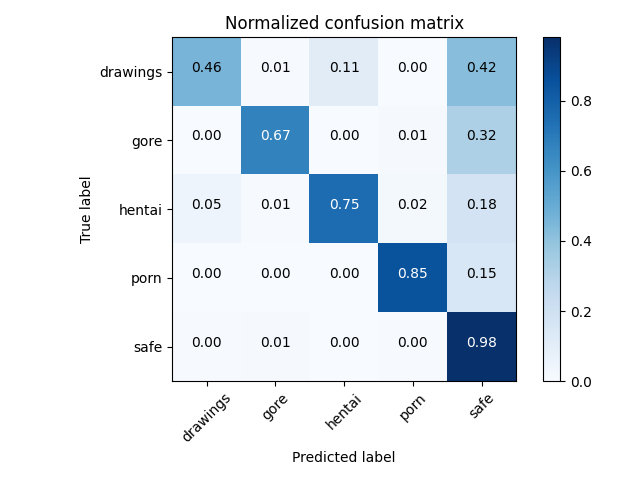 Normalized confusion matrix
drawings 0.46 0.01 0.11 0.00 0.42
gore 0.00 0.67 0.00 0.01 0.32
hentai 0.05 0.01 0.75 0.02 0.18
porn 0.00 0.00 0.00 0.85 0.15
safe 0.00 0.01 0.00 0.00 0.98
True label
drawings gore hentai porn safe
Predicted label
0.8
0.6
0.4
0.2
0.0